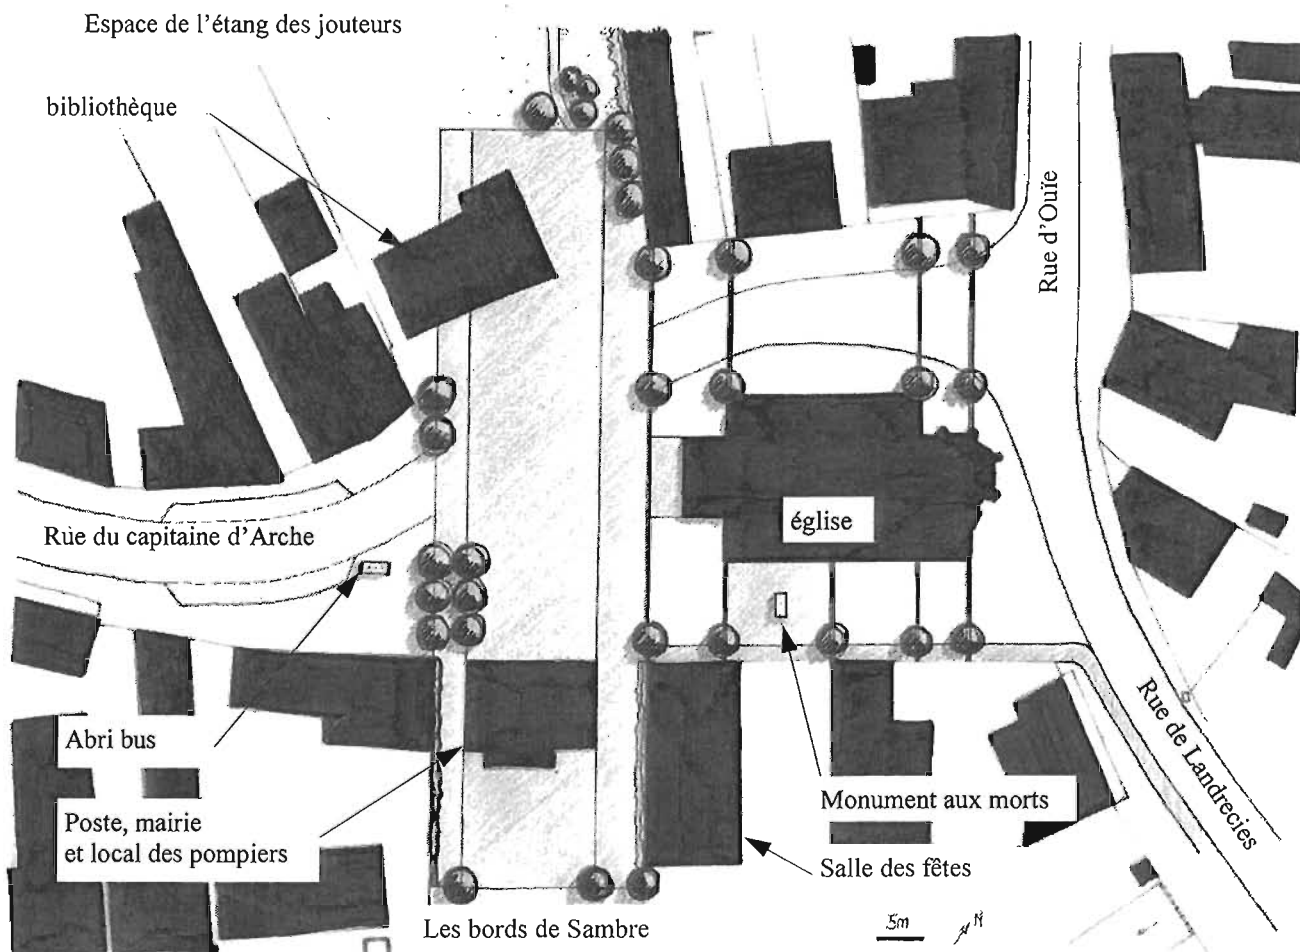 Espace de l'étang des jouteurs
bibliothèque
Rue d'Ouïe
Rue du capitaine d'Arche
église
Abri bus
Poste, mairie
et local des pompiers
Monument aux morts
Salle des fêtes
Rue de Landrecies
Les bords de Sambre
5m
N